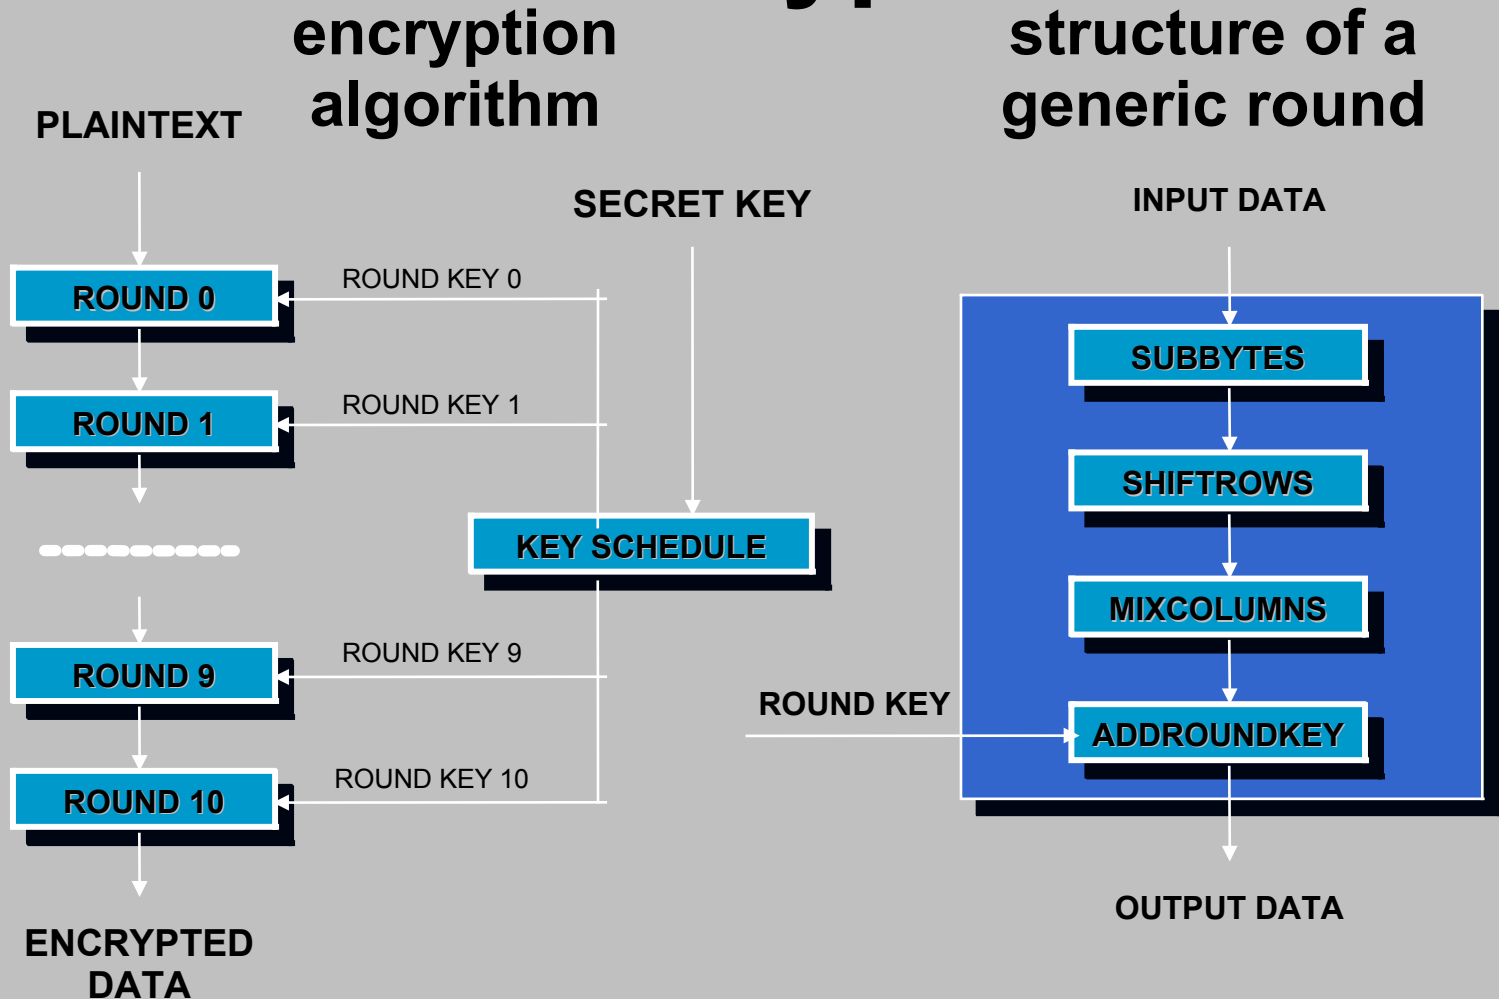 encryption
algorithm
structure of a
generic round
PLAINTEXT
SECRET KEY
INPUT DATA
ROUND 0
ROUND KEY 0
ROUND 1
ROUND KEY 1
KEY SCHEDULE
ROUND 9
ROUND KEY 9
ROUND 10
ROUND KEY 10
ENCRYPTED
DATA
SUBBYTES
SHIFTROWS
MIXCOLUMNS
ROUND KEY
ADDROUNDKEY
OUTPUT DATA